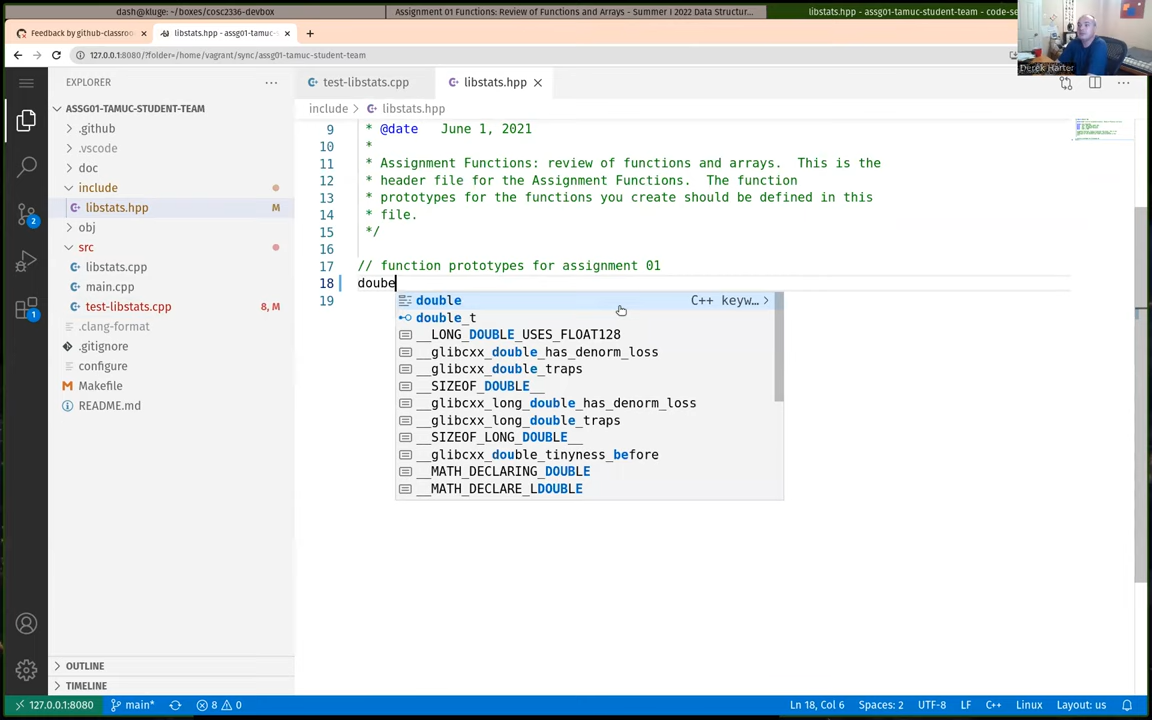 dash@kluge: ~/boxes/cosc2336-devbox
Assignment 01 Functions: Review of Functions and Arrays - Summer I 2022 Data Structur...
libstats.hpp - assg01-tamuc-student-team - code-se
Feedback by github-classroo
libstats.hpp - assg01-tamuc-
127.0.0.1:8080/?folder=/home/vagrant/sync/assg01-tamuc-student-team
Derek Harter
EXPLORER
test-libstats.cpp
libstats.hpp
ASSG01-TAMUC-STUDENT-TEAM
include > libstats.hpp
.github
.vscode
doc
include
libstats.hpp M
obj
src
libstats.cpp
main.cpp
test-libstats.cpp 8, M
.clang-format
.gitignore
configure
Makefile
README.md
2
1
9 * @date June 1, 2021
10 *
11 * Assignment Functions: review of functions and arrays. This is the
12 * header file for the Assignment Functions. The function
13 * prototypes for the functions you create should be defined in this
14 * file.
15 */
16
17 // function prototypes for assignment 01
18 doube
19
double C++ keyw...
double_t
__LONG_DOUBLE_USES_FLOAT128
__glibcxx_double_has_denorm_loss
__glibcxx_double_traps
__SIZEOF_DOUBLE__
__glibcxx_long_double_has_denorm_loss
__glibcxx_long_double_traps
__SIZEOF_LONG_DOUBLE__
__glibcxx_double_tinyness_before
__MATH_DECLARING_DOUBLE
__MATH_DECLARE_LDOUBLE
OUTLINE
TIMELINE
127.0.0.1:8080 main* 8 0 Ln 18, Col 6 Spaces: 2 UTF-8 LF C++ Linux Layout: us